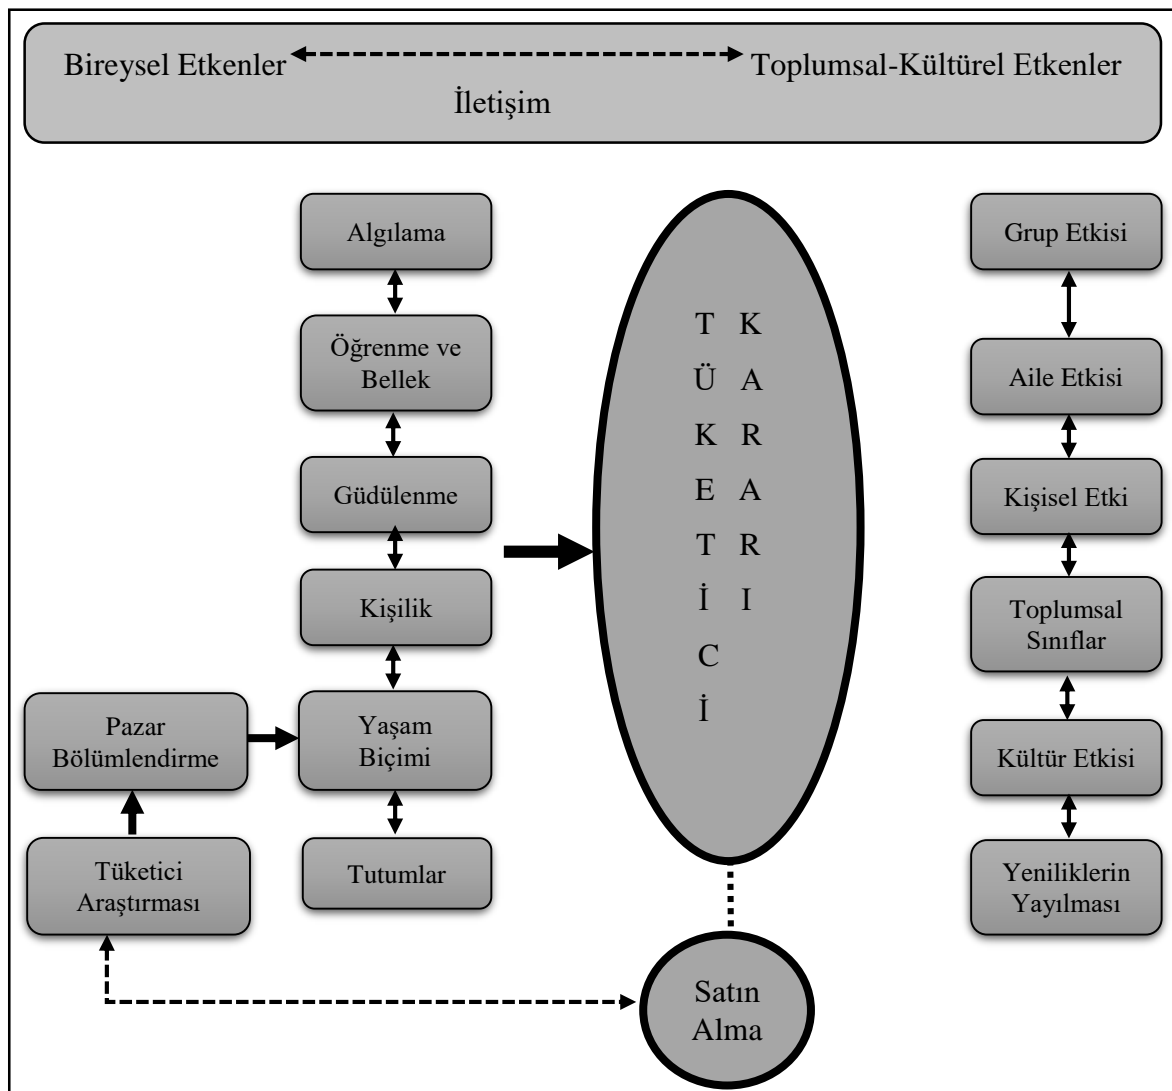 Bireysel Etkenler
Toplumsal-Kültürel Etkenler
İletişim
Algılama
Öğrenme ve
Bellek
Güdülenme
Kişilik
Yaşam
Biçimi
Tutumlar
Pazar
Bölümlendirme
Tüketici
Araştırması
T K
Ü A
K R
E A
T R
İ I
C
İ
Satın
Alma
Grup Etkisi
Aile Etkisi
Kişisel Etki
Toplumsal
Sınıflar
Kültür Etkisi
Yeniliklerin
Yayılması